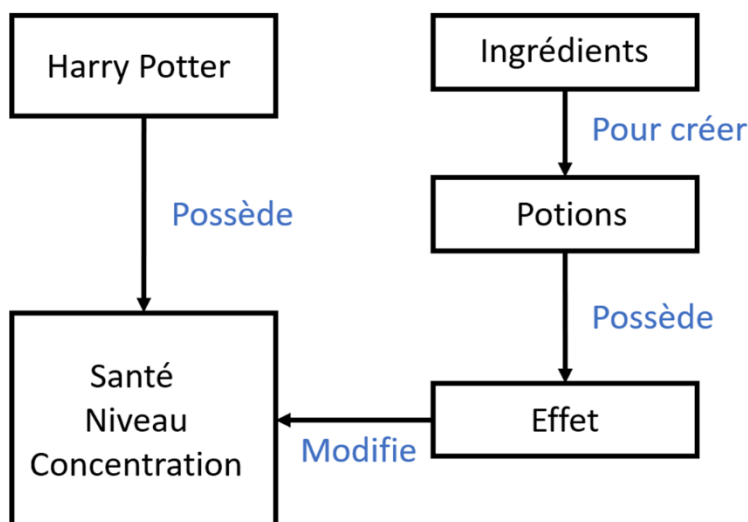 Harry Potter
Ingrédients
Pour créer
Potions
Possède
Possède
Effet
Modifie
Santé
Niveau
Concentration